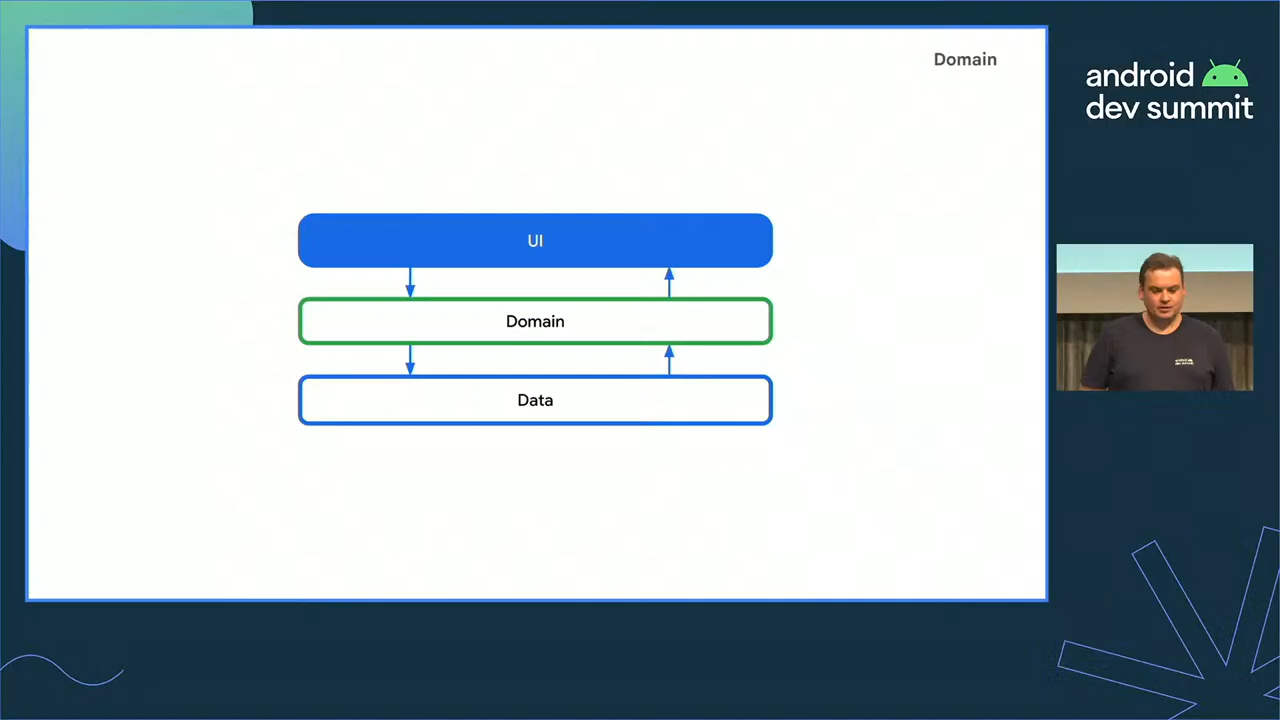 Domain
android
dev summit
UI
Domain
Data